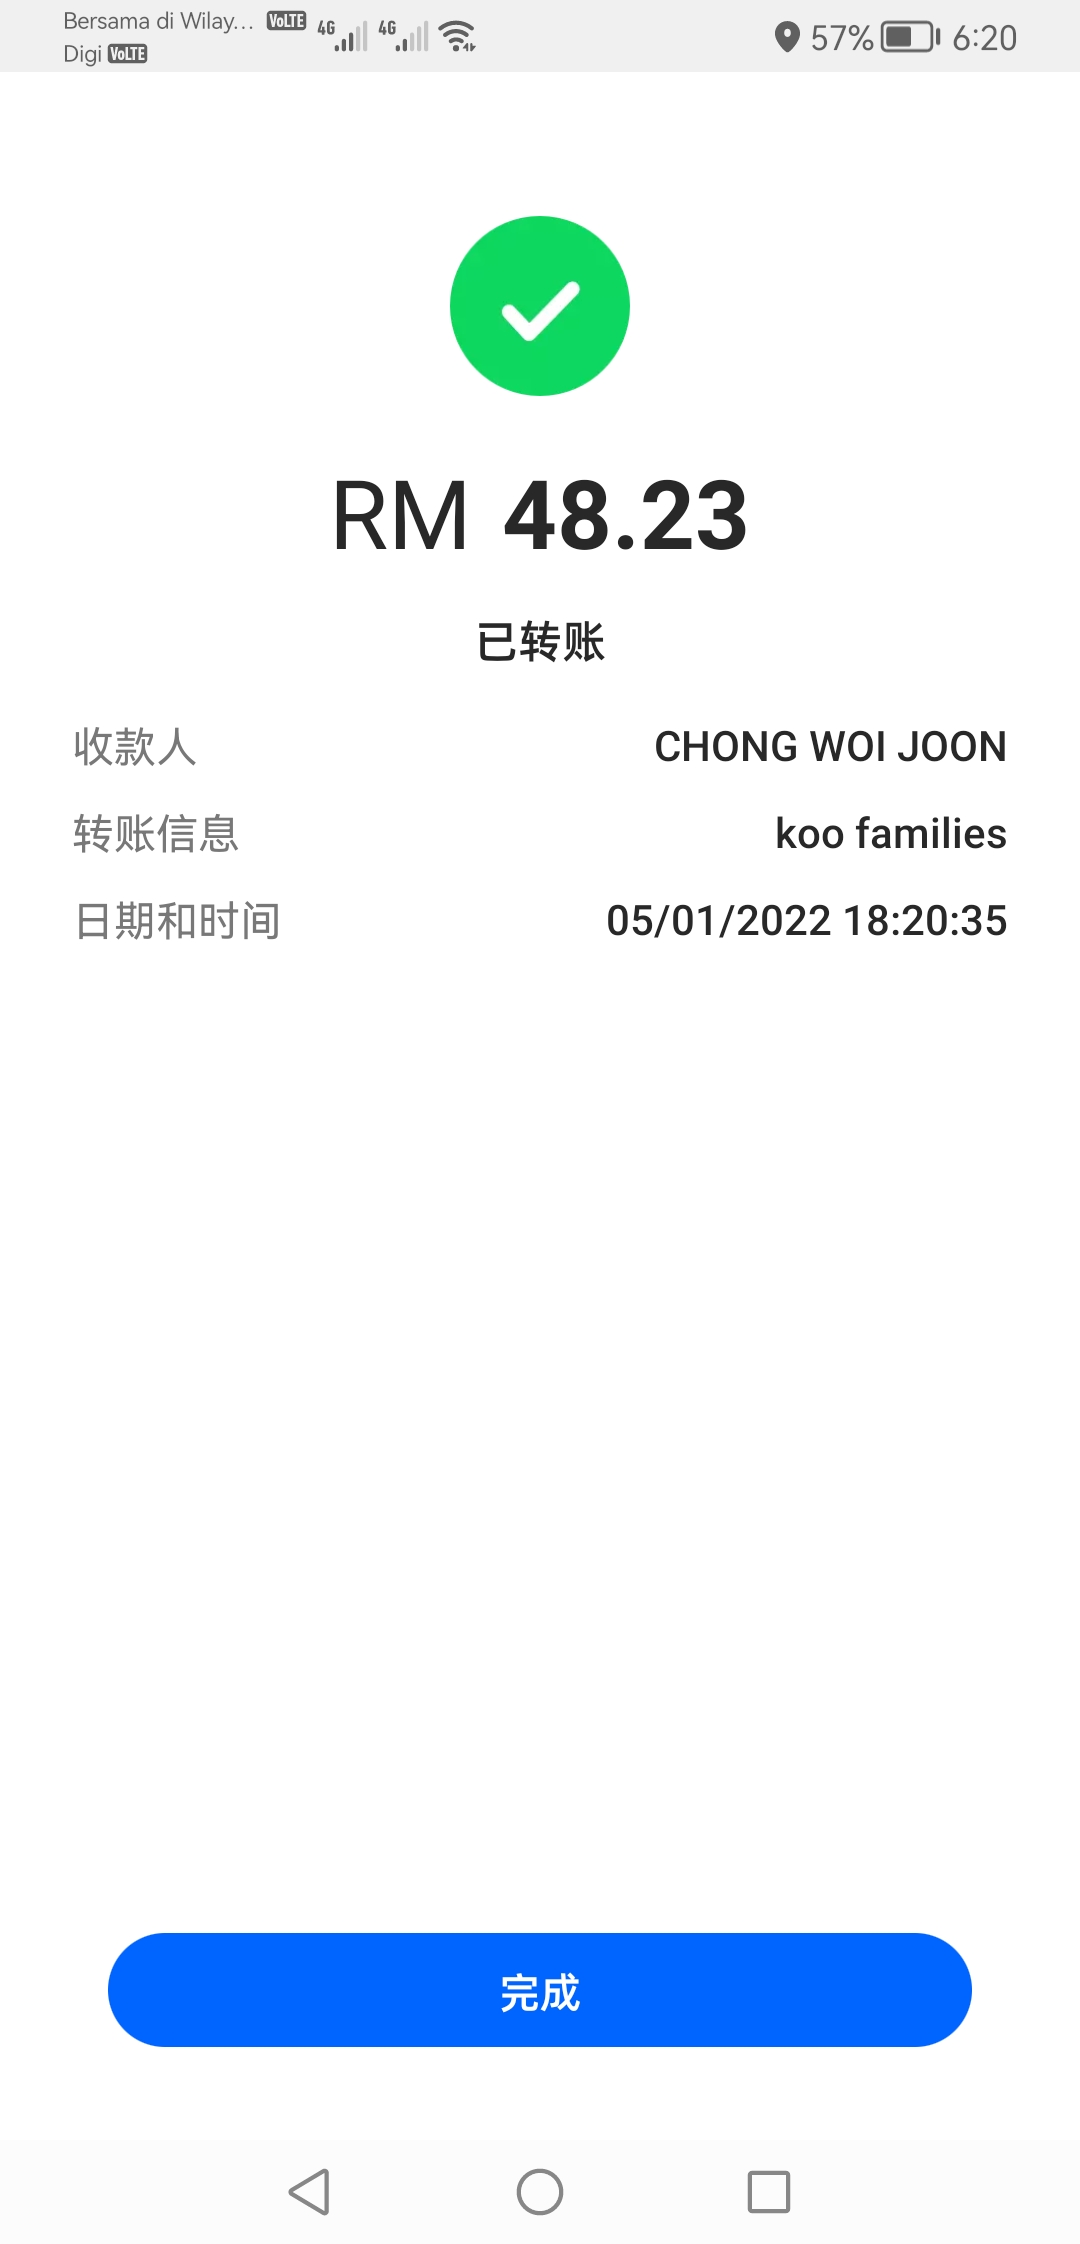 Bersama di Wilay... VoLTE 4G 4G 57% 6:20
Digi VoLTE
RM 48.23
已转账
收款人 CHONG WOI JOON
转账信息 koo families
日期和时间 05/01/2022 18:20:35
完成